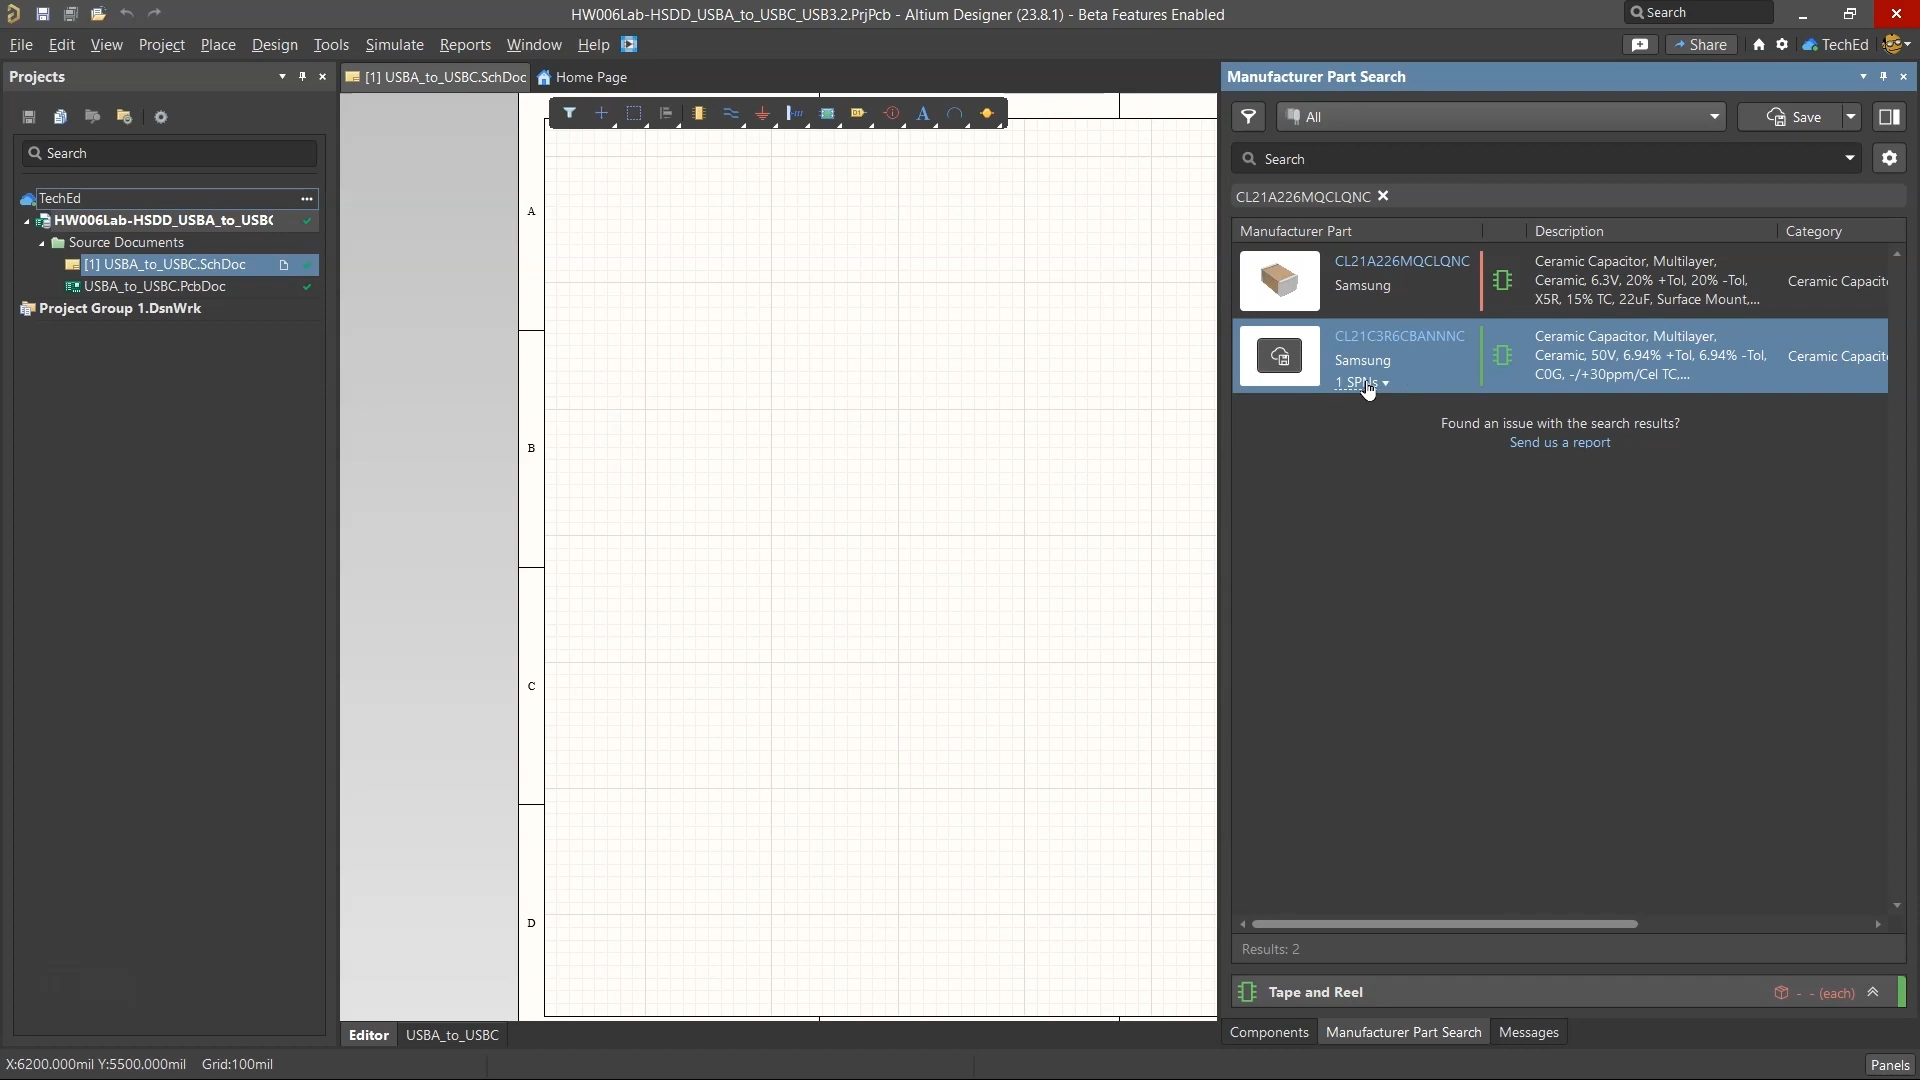 HW006Lab-HSDD_USBA_to_USBC_USB3.2.PrjPcb - Altium Designer (23.8.1) - Beta Features Enabled
Search
File Edit View Project Place Design Tools Simulate Reports Window Help
Share
TechEd
Projects
[1] USBA_to_USBC.SchDoc
Home Page
Manufacturer Part Search
All
Save
Search
Search
TechEd
CL21A226MQCLQNC
HW006Lab-HSDD_USBA_to_USBC
Source Documents
[1] USBA_to_USBC.SchDoc
USBA_to_USBC.PcbDoc
Project Group 1.DsnWrk
A
B
C
D
Manufacturer Part
Description
Category
CL21A226MQCLQNC
Samsung
Ceramic Capacitor, Multilayer,
Ceramic, 6.3V, 20% +Tol, 20% -Tol,
X5R, 15% TC, 22uF, Surface Mount,...
Ceramic Capacit
CL21C3R6CBANNNC
Samsung
1 SPNs
Ceramic Capacitor, Multilayer,
Ceramic, 50V, 6.94% +Tol, 6.94% -Tol,
C0G, -/+30ppm/Cel TC,...
Ceramic Capacit
Found an issue with the search results?
Send us a report
Results: 2
Tape and Reel
- - (each)
Editor
USBA_to_USBC
Components
Manufacturer Part Search
Messages
X:6200.000mil Y:5500.000mil Grid:100mil
Panels